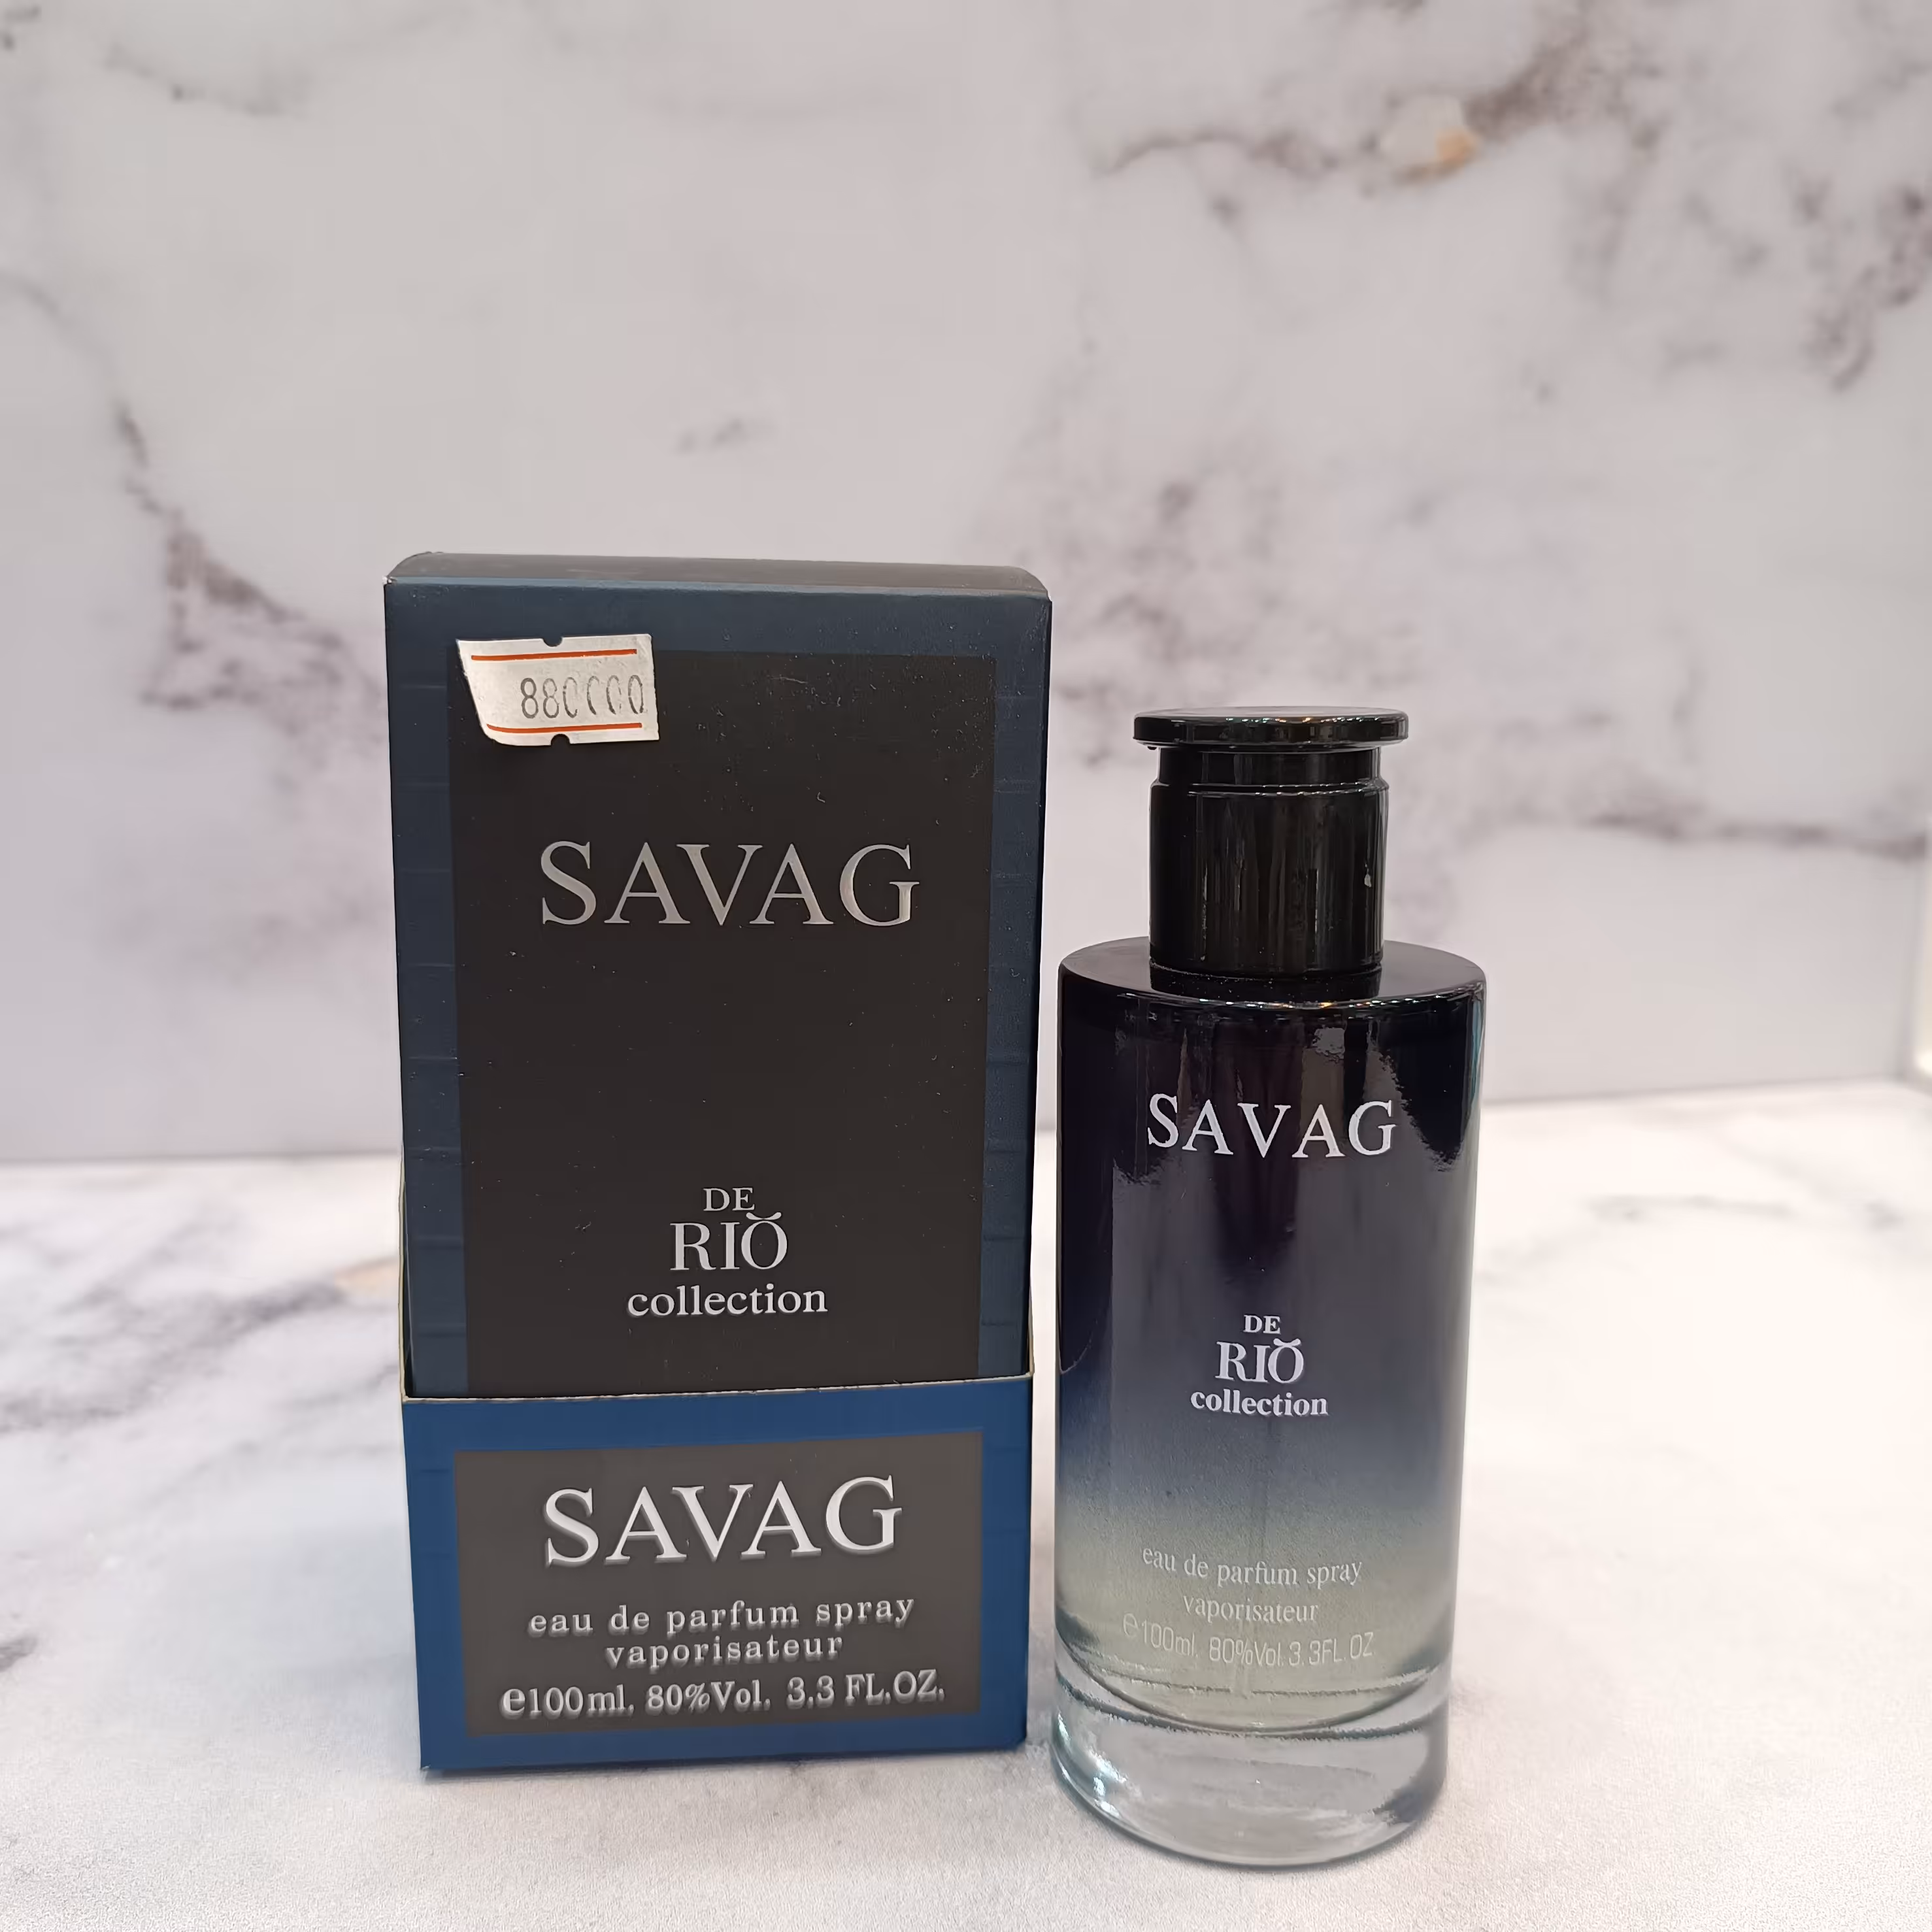 880000
SAVAG
DE
RIO
collection
SAVAG
eau de parfum spray
vaporisateur
e100ml. 80%Vol. 3.3 FL.OZ.
SAVAG
DE
RIO
collection
eau de parfum spray
vaporisateur
e100ml. 80%Vol. 3.3FL OZ